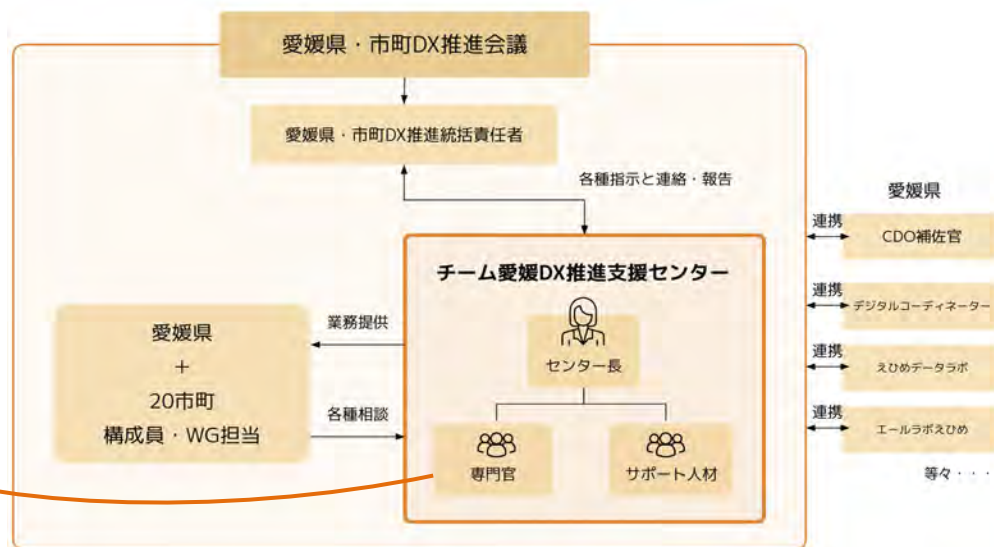 愛媛県・市町DX推進会議
愛媛県・市町DX推進統括責任者
各種指示と連絡・報告
チーム愛媛DX推進支援センター
センター長
専門官
サポート人材
業務提供
各種相談
愛媛県
+
20市町
構成員・WG担当
愛媛県
連携
CDO補佐官
連携
デジタルコーディネーター
連携
えひめデータラボ
連携
エールラボえひめ
等々・・・